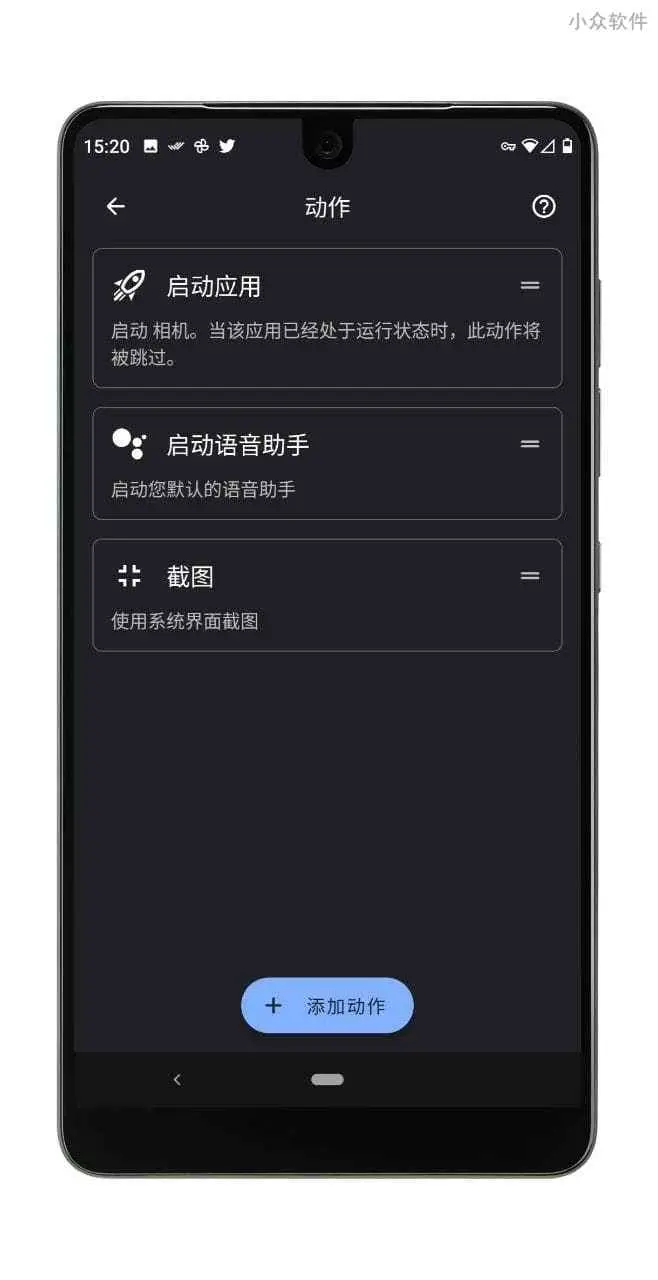 小众软件
15:20
动作
启动应用
启动 相机。当该应用已经处于运行状态时，此动作将
被跳过。
启动语音助手
启动您默认的语音助手
截图
使用系统界面截图
添加动作